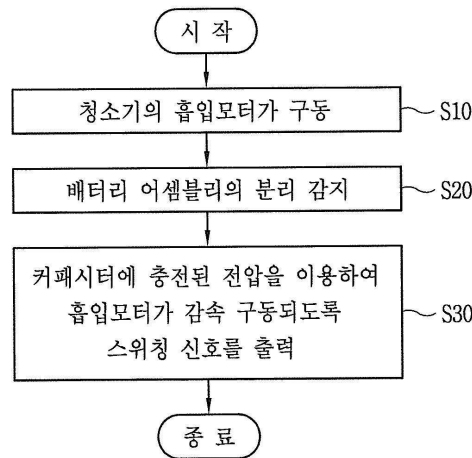 시 작
청소기의 흡입모터가 구동
S10
배터리 어셈블리의 분리 감지
S20
커패시터에 충전된 전압을 이용하여
흡입모터가 감속 구동되도록
스위칭 신호를 출력
S30
종 료